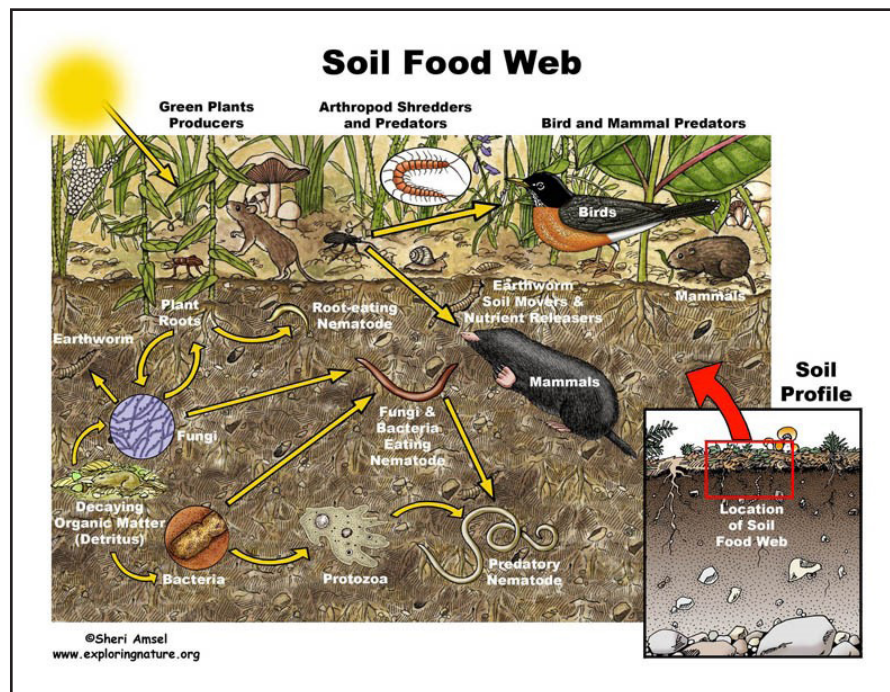 Soil Food Web
Green Plants
Producers
Arthropod Shredders
and Predators
Bird and Mammal Predators
Birds
Mammals
Plant
Roots
Root-eating
Nematode
Earthworm
Soil Movers &
Nutrient Releasers
Earthworm
Mammals
Fungi
Fungi &
Bacteria
Eating
Nematode
Decaying
Organic Matter
(Detritus)
Bacteria
Protozoa
Predatory
Nematode
Soil
Profile
Location
of Soil
Food Web
©Sheri Amsel
www.exploringnature.org